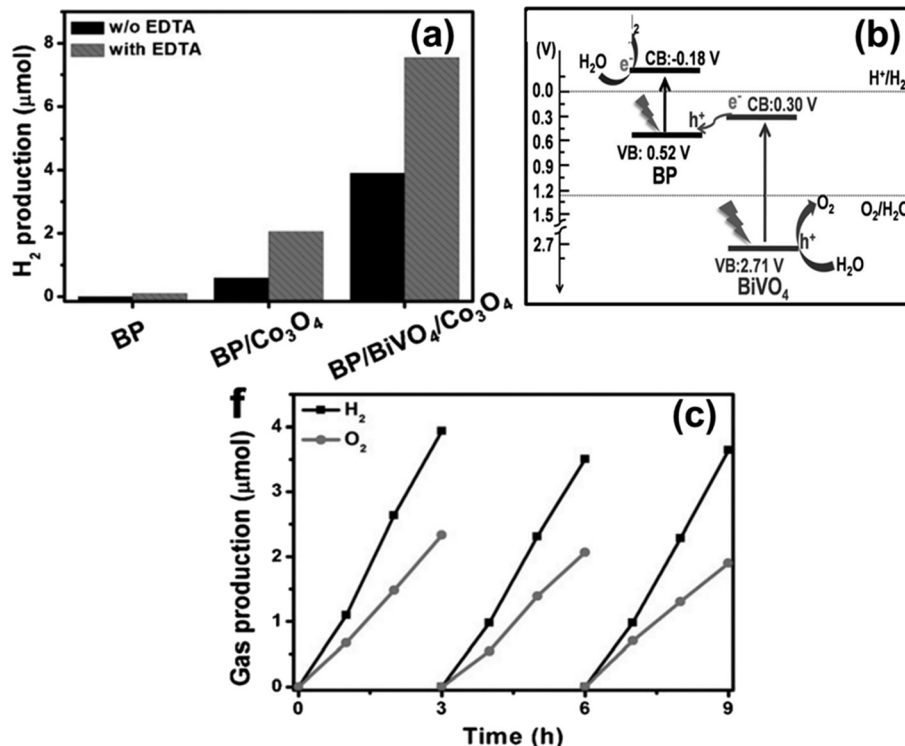 (a)
w/o EDTA
with EDTA
H₂ production (μmol)
8
6
4
2
0
BP
BP/Co₃O₄
BP/BiVO₄/Co₃O₄
(b)
(V)
0.0
0.3
0.6
0.9
1.2
1.5
2.7
2
H₂O
e⁻
CB:-0.18 V
H⁺/H₂
e⁻
CB:0.30 V
h⁺
VB: 0.52 V
BP
O₂
O₂/H₂O
h⁺
H₂O
VB:2.71 V
BiVO₄
f
(c)
H₂
O₂
Gas production (μmol)
4
3
2
1
0
0
3
6
9
Time (h)